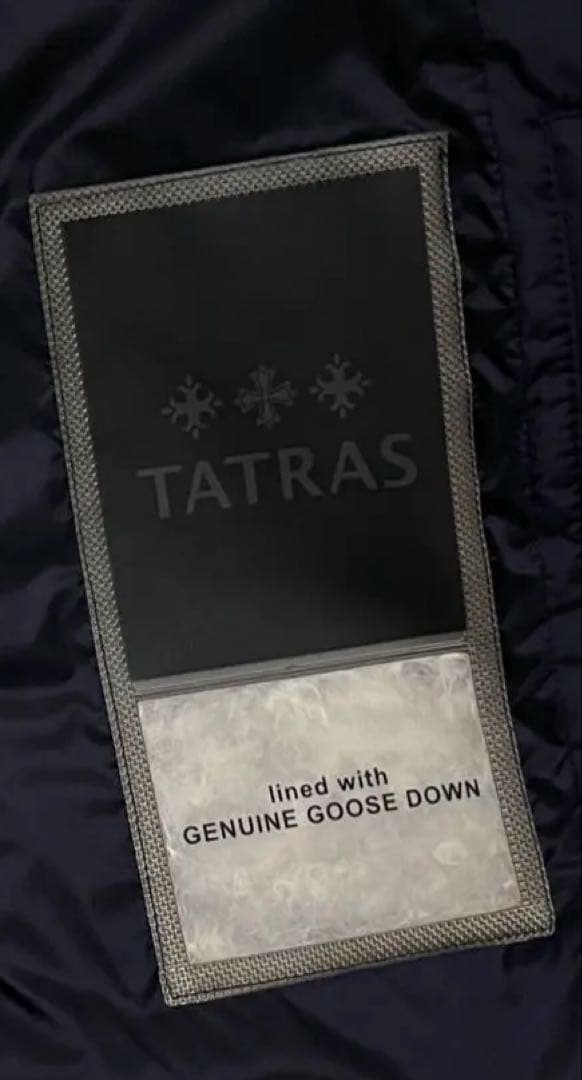 TATRAS
lined with
GENUINE GOOSE DOWN